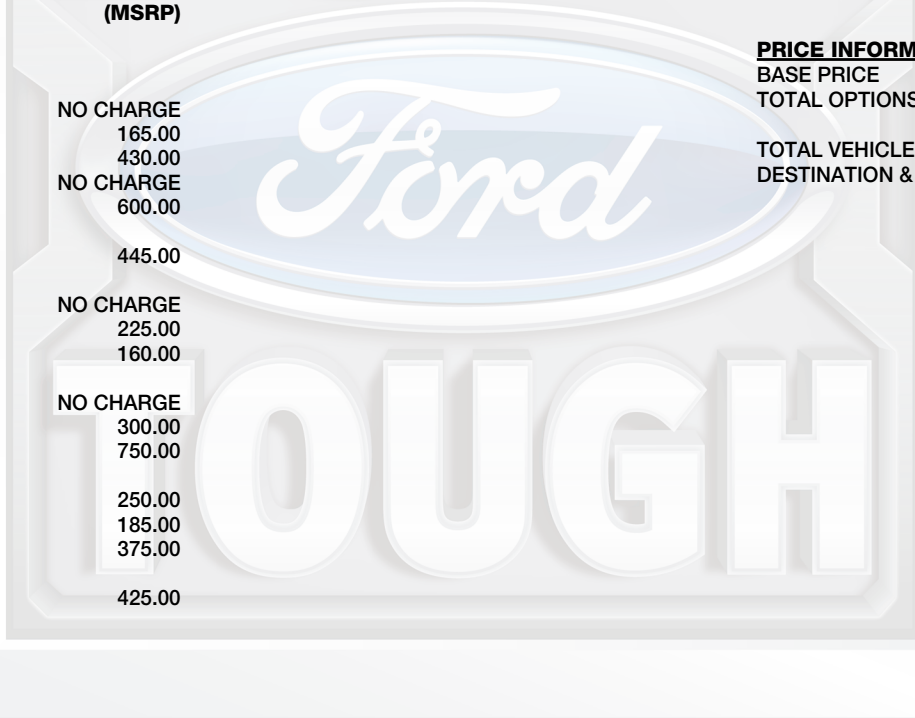 (MSRP)
NO CHARGE
165.00
430.00
NO CHARGE
600.00
445.00
NO CHARGE
225.00
160.00
NO CHARGE
300.00
750.00
250.00
185.00
375.00
425.00
PRICE INFORM
BASE PRICE
TOTAL OPTIONS
TOTAL VEHICLE
DESTINATION &
Ford
TOUGH